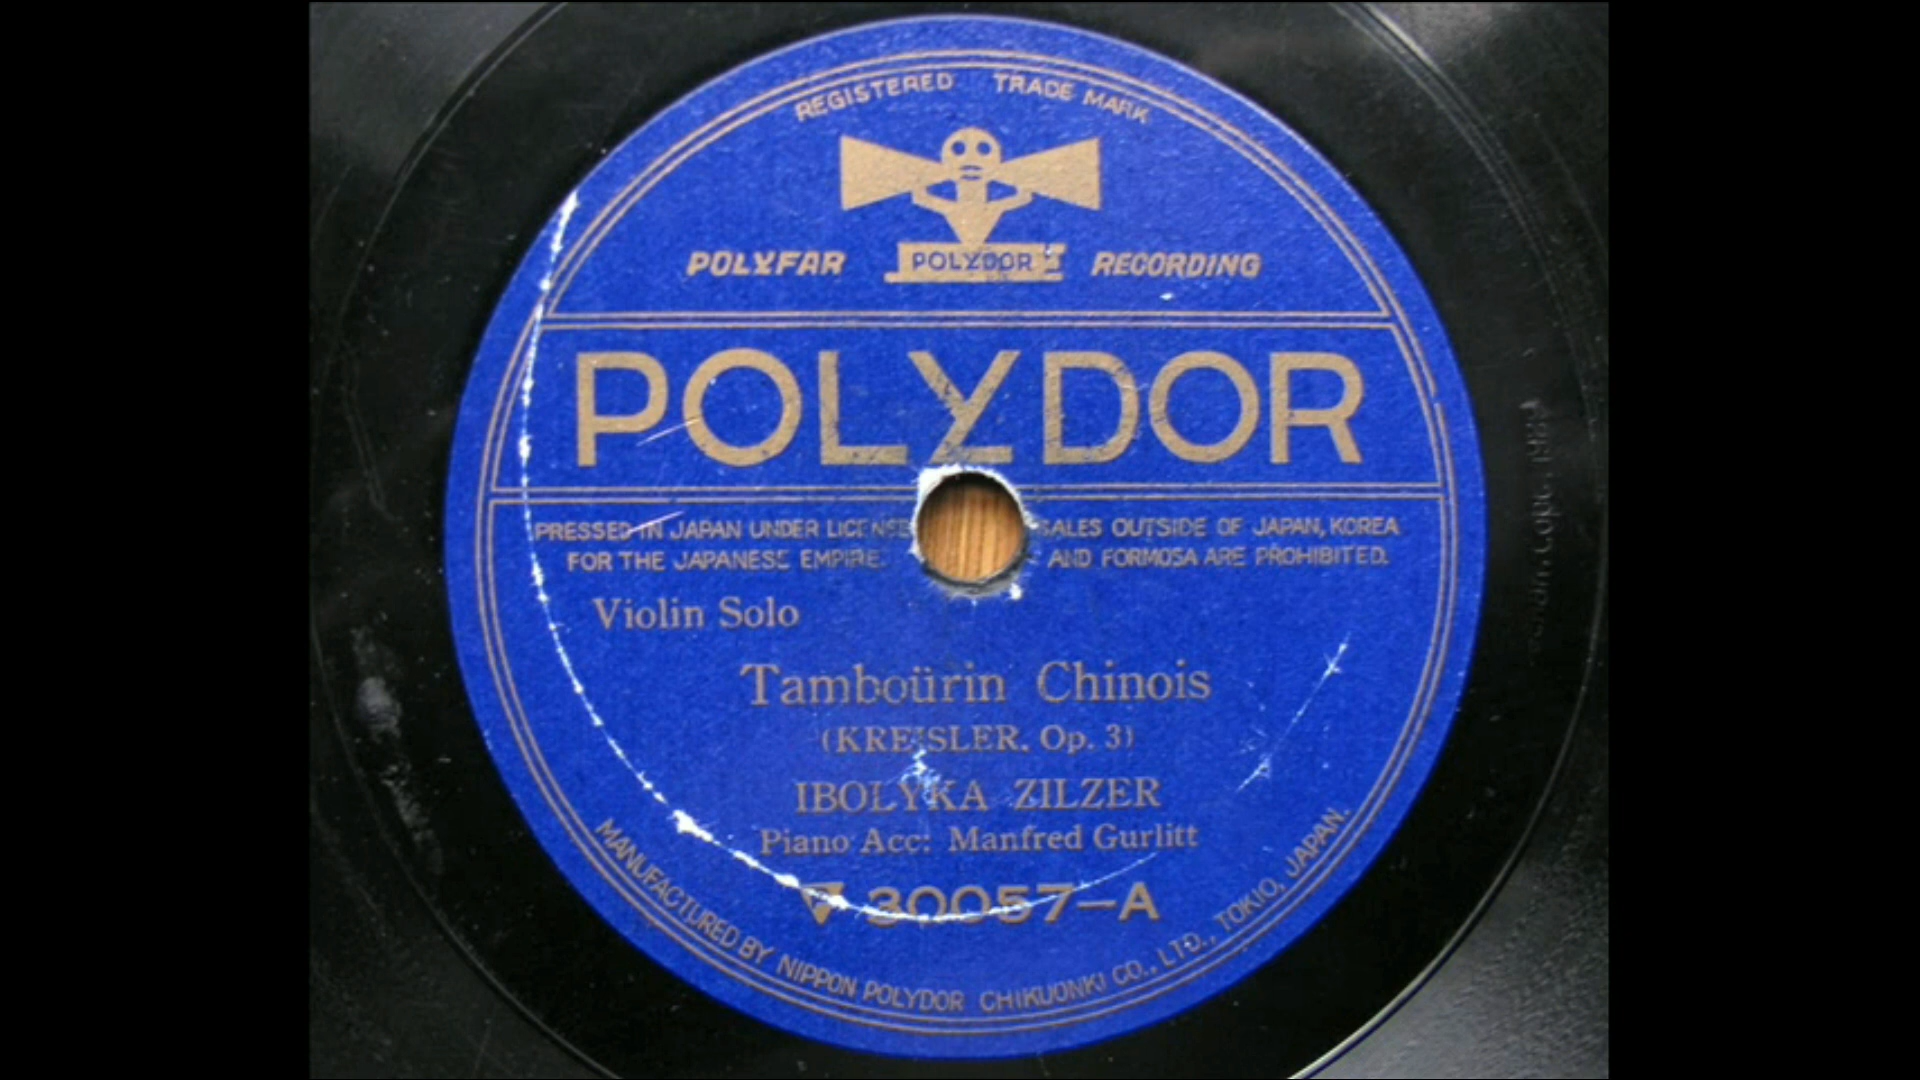 REGISTERED TRADE MARK
POLYFAR POLYDOR RECORDING
POLYDOR
PRESSED IN JAPAN UNDER LICENSE SALES OUTSIDE OF JAPAN, KOREA
FOR THE JAPANESE EMPIRE. AND FORMOSA ARE PROHIBITED.
Violin Solo
Tamboürin Chinois
(KREISLER, Op. 3)
IBOLYKA ZILZER
Piano Acc: Manfred Gurlitt
30057-A
MANUFACTURED BY NIPPON POLYDOR CHIKUONKI CO., LTD., TOKIO, JAPAN.